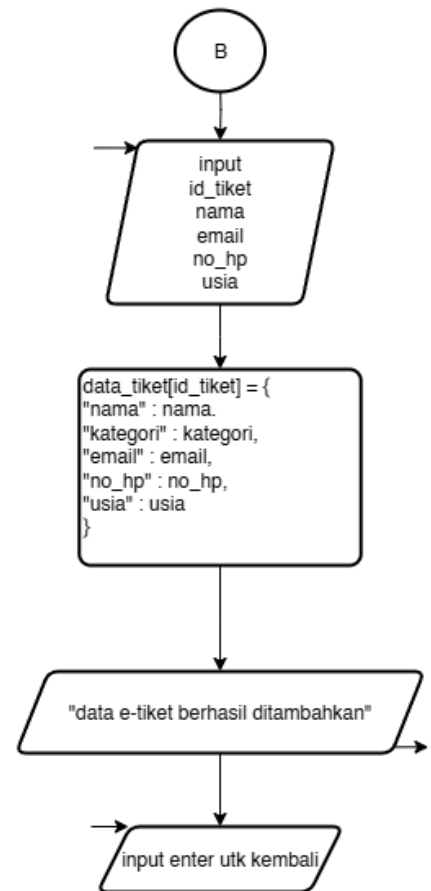 B
input
id_tiket
nama
email
no_hp
usia
data_tiket[id_tiket] = {
"nama" : nama.
"kategori" : kategori,
"email" : email,
"no_hp" : no_hp,
"usia" : usia
}
"data e-tiket berhasil ditambahkan"
input enter utk kembali